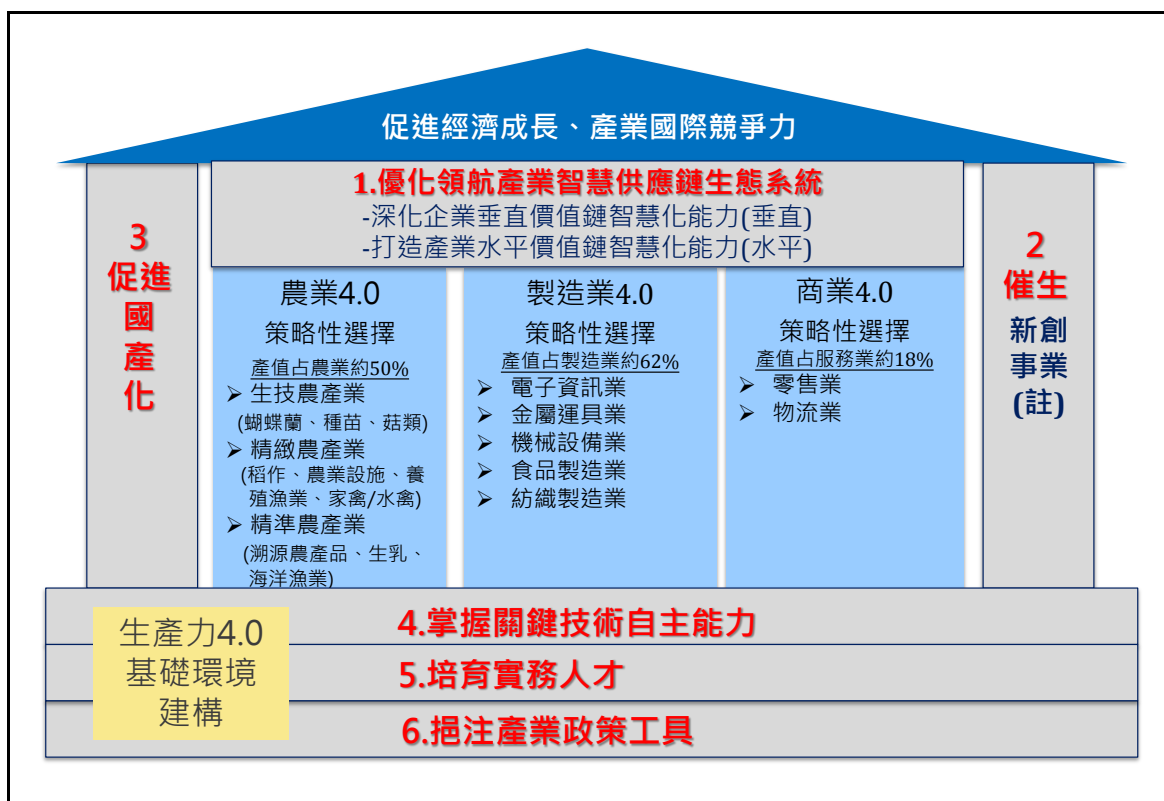 促進經濟成長、產業國際競爭力
1.優化領航產業智慧供應鏈生態系統
-深化企業垂直價值鏈智慧化能力(垂直)
-打造產業水平價值鏈智慧化能力(水平)
3
促進
國
產
化
農業4.0
策略性選擇
產值占農業約50%
➢ 生技農產業
(蝴蝶蘭、種苗、菇類)
➢ 精緻農產業
(稻作、農業設施、養
殖漁業、家禽/水禽)
➢ 精準農產業
(溯源農產品、生乳、
海洋漁業)
製造業4.0
策略性選擇
產值占製造業約62%
➢ 電子資訊業
➢ 金屬運具業
➢ 機械設備業
➢ 食品製造業
➢ 紡織製造業
商業4.0
策略性選擇
產值占服務業約18%
➢ 零售業
➢ 物流業
2
催生
新創
事業
(註)
生產力4.0
基礎環境
建構
4.掌握關鍵技術自主能力
5.培育實務人才
6.挹注產業政策工具